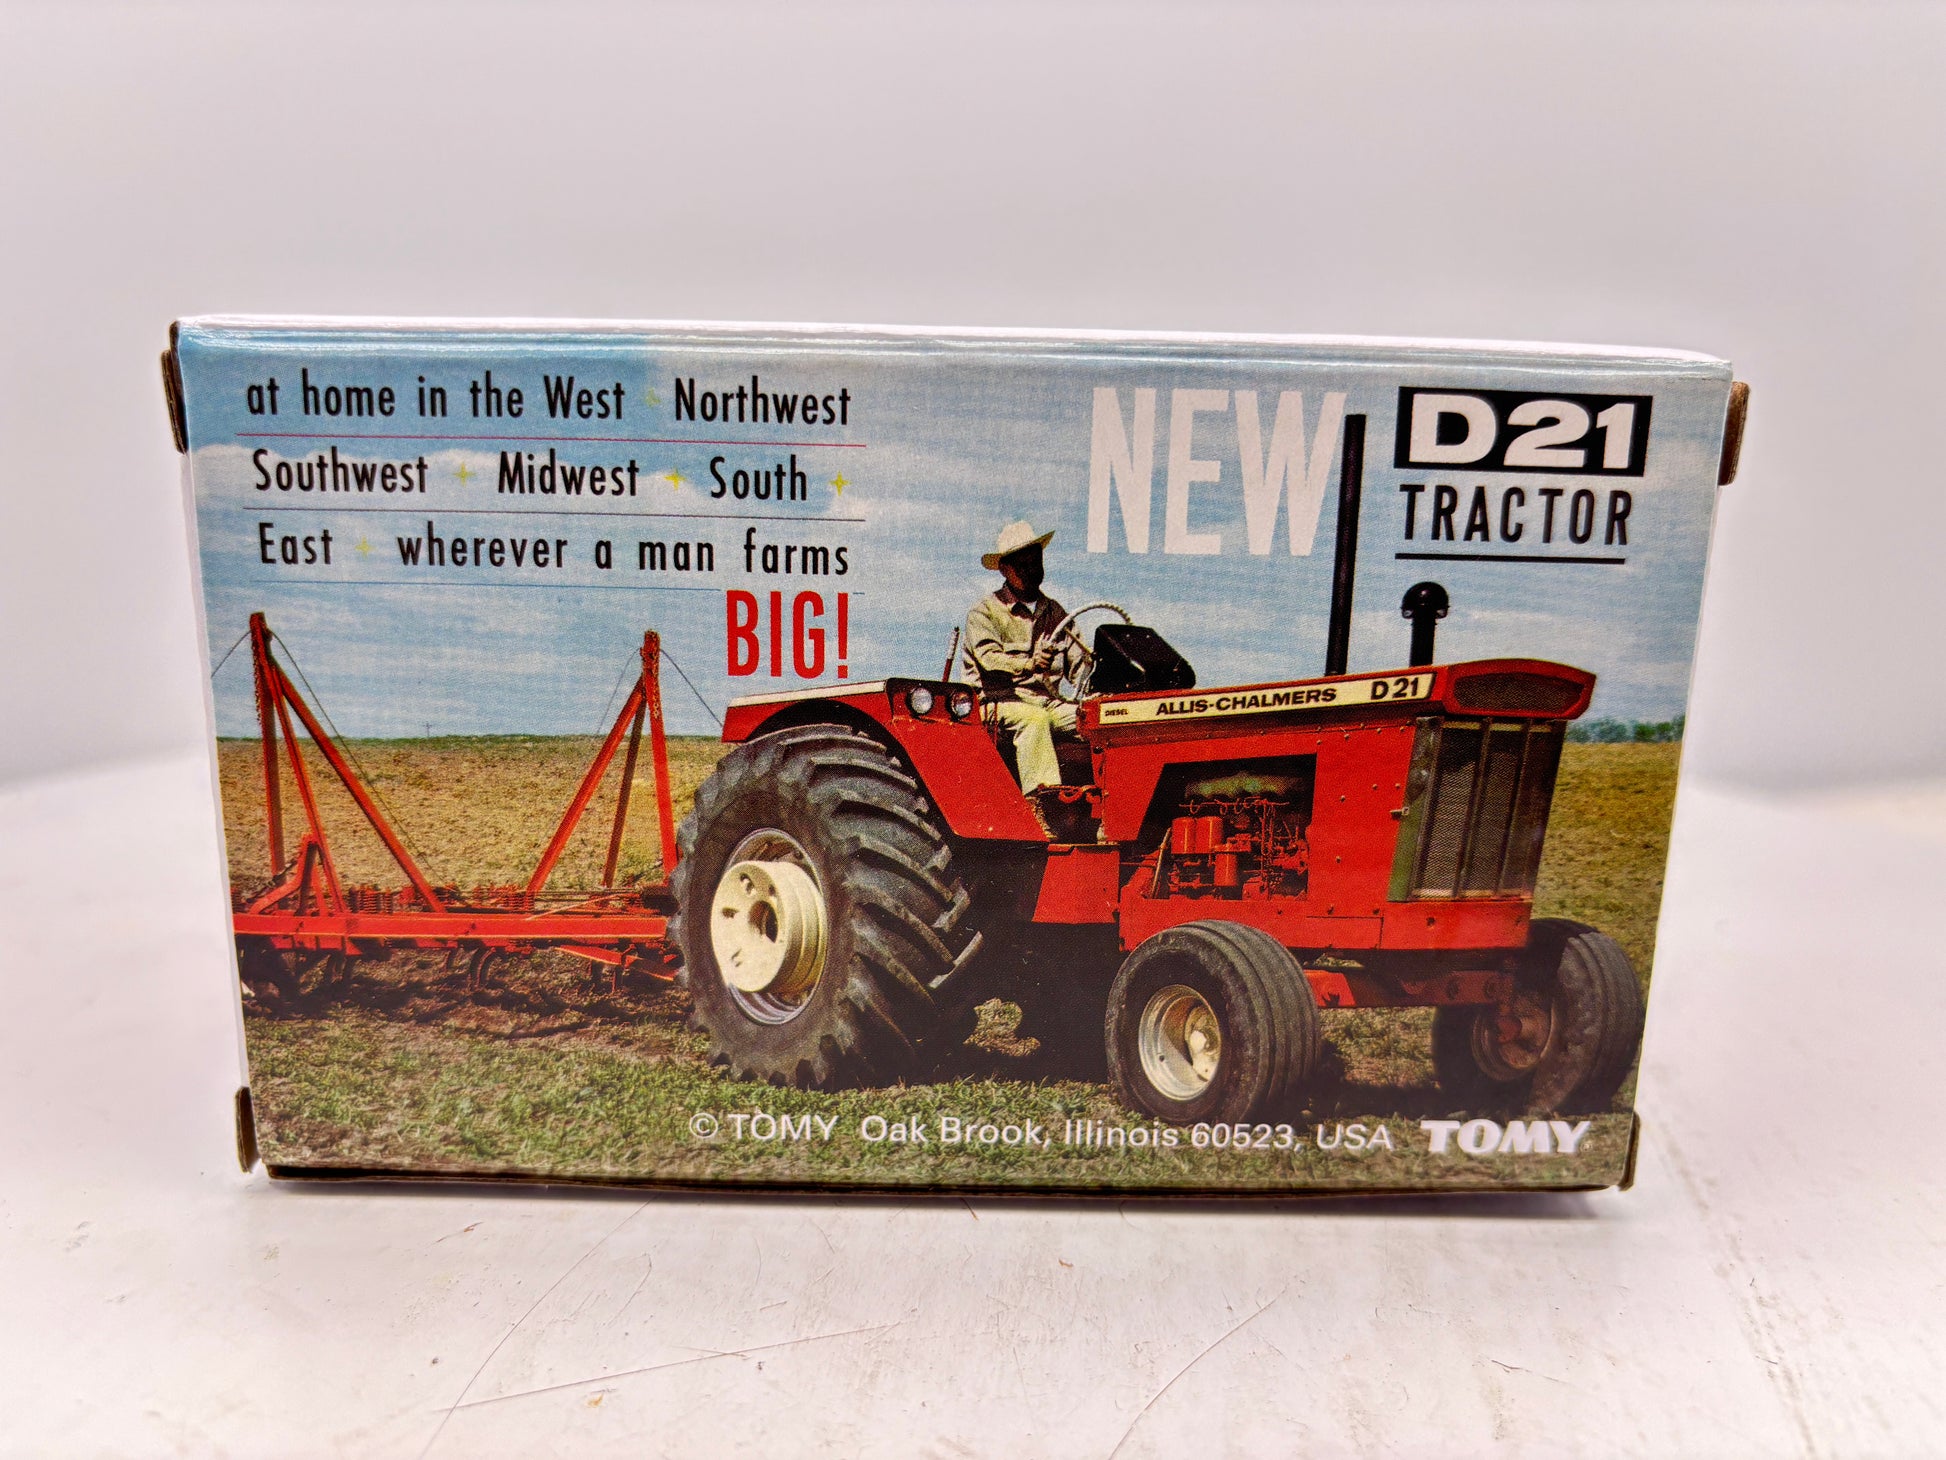 at home in the West Northwest
Southwest Midwest South
East wherever a man farms
BIG!
NEW
D21
TRACTOR
DIESEL ALLIS-CHALMERS D21
© TOMY Oak Brook, Illinois 60523, USA TOMY